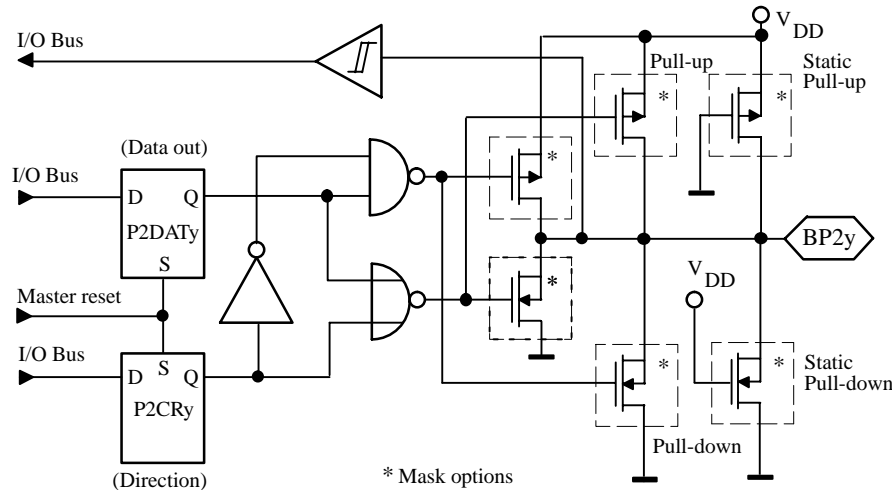 I/O Bus
V
DD
Pull-up
Static
Pull-up
*
*
(Data out)
I/O Bus
D
Q
P2DATy
S
*
BP2y
Master reset
*
V
DD
I/O Bus
S
D
Q
P2CRy
*
*
Static
Pull-down
Pull-down
(Direction)
* Mask options